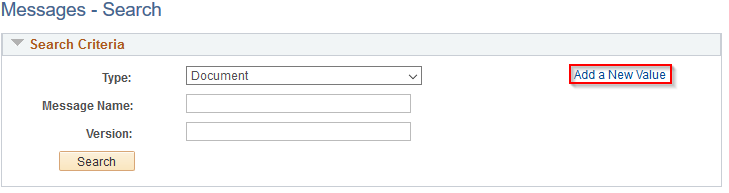 Messages - Search
Search Criteria
Type: Document Add a New Value
Message Name:
Version:
Search